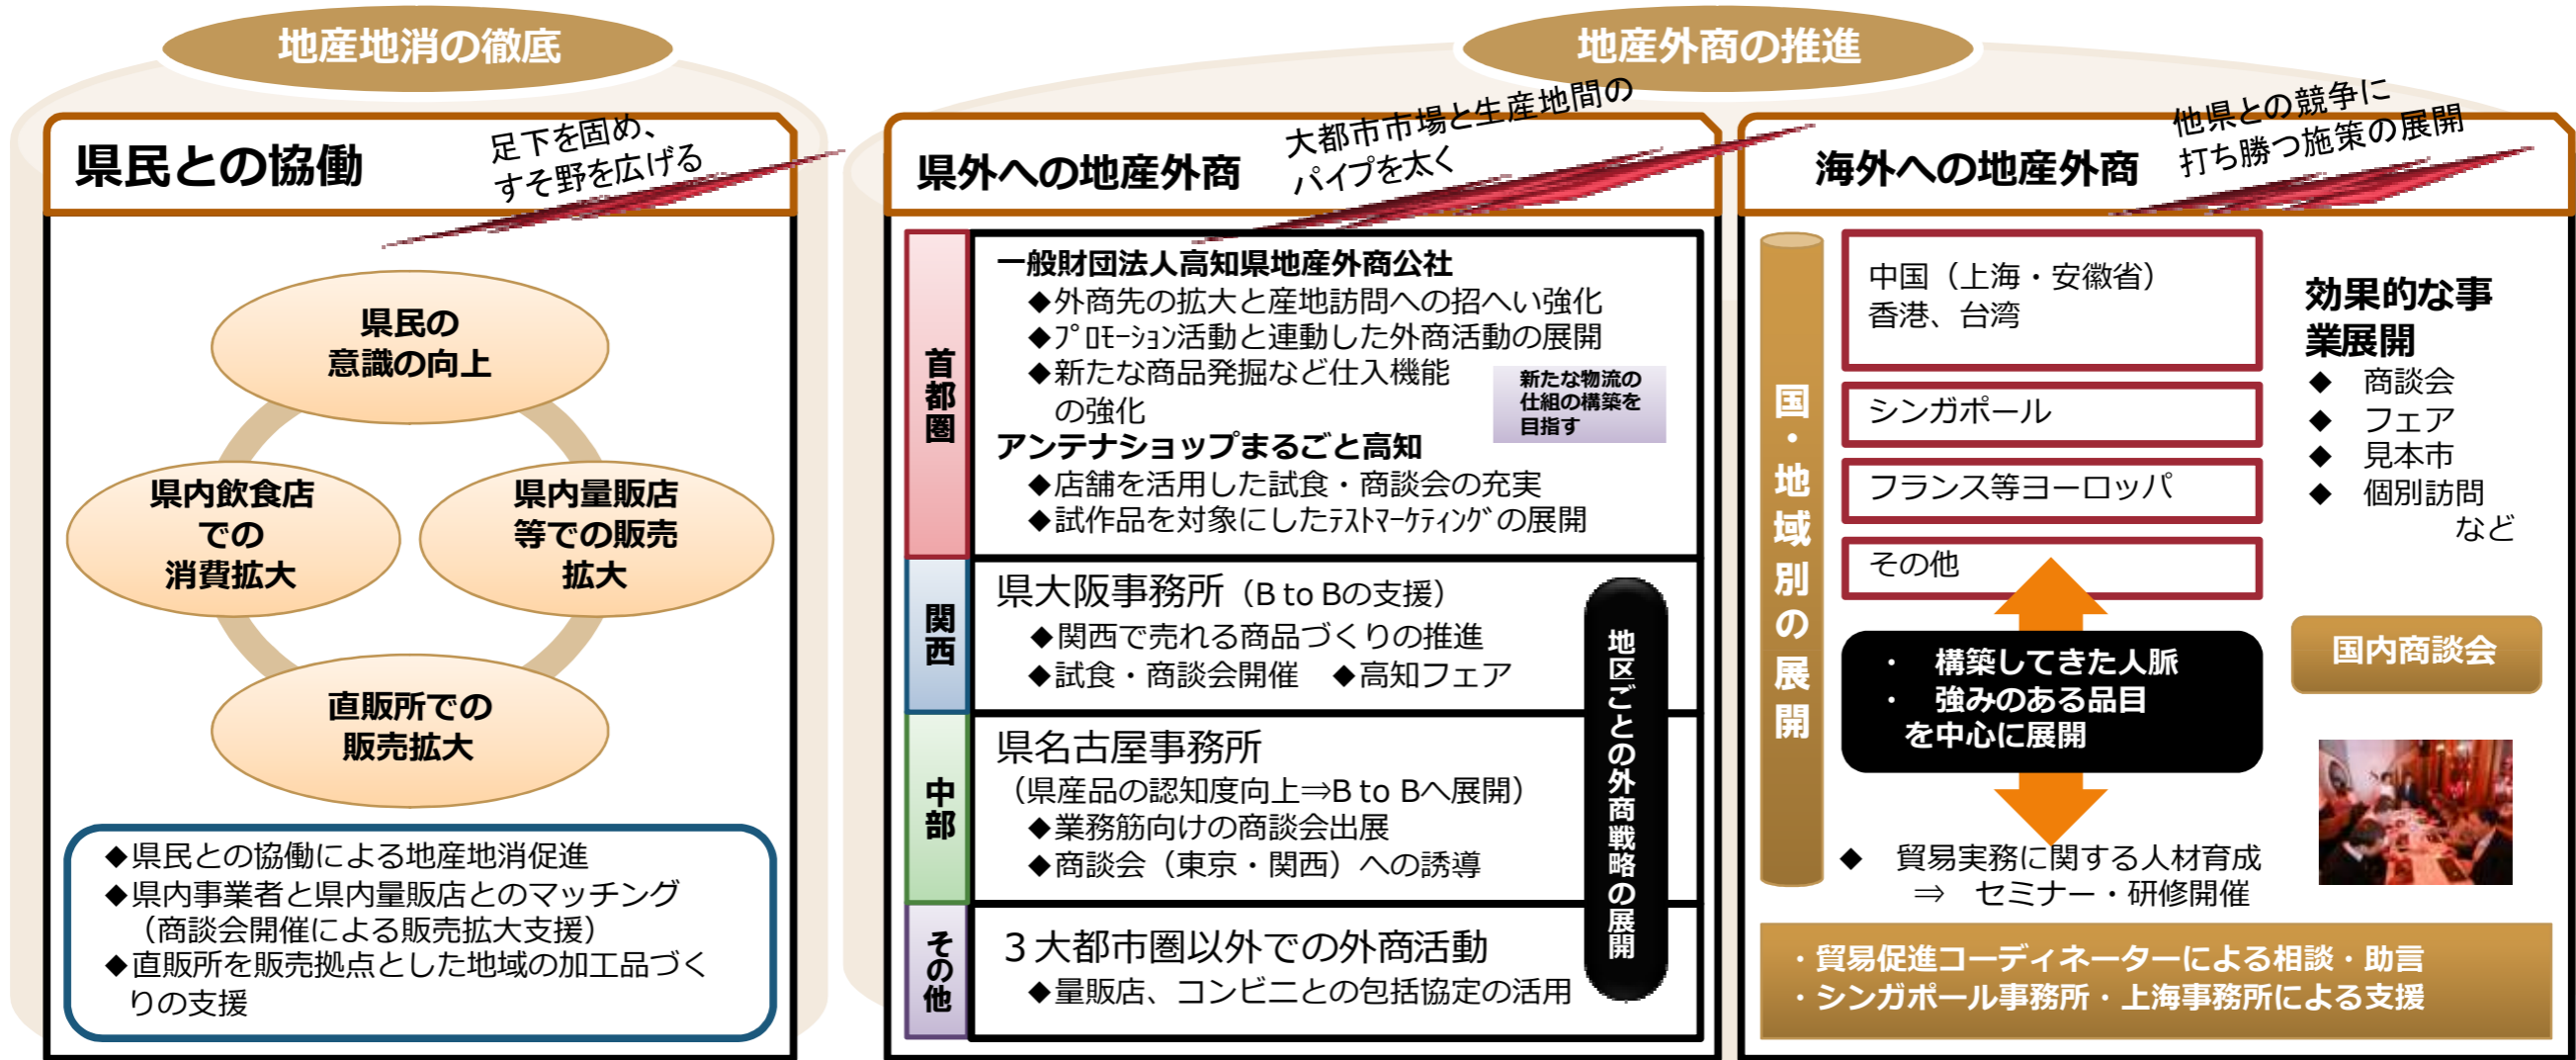 地産地消の徹底
県民との協働
足下を固め、
すそ野を広げる
県民の
意識の向上
県内飲食店
での
消費拡大
県内量販店
等での販売
拡大
直販所での
販売拡大
◆県民との協働による地産地消促進
◆県内事業者と県内量販店とのマッチング
（商談会開催による販売拡大支援）
◆直販所を販売拠点とした地域の加工品づく
りの支援
地産外商の推進
県外への地産外商
大都市市場と生産地間の
パイプを太く
首都圏
一般財団法人高知県地産外商公社
◆外商先の拡大と産地訪問への招へい強化
◆ﾌﾟﾛﾓｰｼｮﾝ活動と連動した外商活動の展開
◆新たな商品発掘など仕入機能
の強化
新たな物流の
仕組の構築を
目指す
アンテナショップまるごと高知
◆店舗を活用した試食・商談会の充実
◆試作品を対象にしたﾃｽﾄﾏｰｹﾃｨﾝｸﾞの展開
関西
県大阪事務所（B to Bの支援）
◆関西で売れる商品づくりの推進
◆試食・商談会開催　◆高知フェア
中部
県名古屋事務所
（県産品の認知度向上⇒B to Bへ展開）
◆業務筋向けの商談会出展
◆商談会（東京・関西）への誘導
その他
３大都市圏以外での外商活動
◆量販店、コンビニとの包括協定の活用
地区ごとの外商戦略の展開
海外への地産外商
他県との競争に
打ち勝つ施策の展開
国・地域別の展開
中国（上海・安徽省）
香港、台湾
シンガポール
フランス等ヨーロッパ
その他
・　構築してきた人脈
・　強みのある品目
を中心に展開
◆　貿易実務に関する人材育成
⇒　セミナー・研修開催
効果的な事
業展開
◆　商談会
◆　フェア
◆　見本市
◆　個別訪問
など
国内商談会
・貿易促進コーディネーターによる相談・助言
・シンガポール事務所・上海事務所による支援